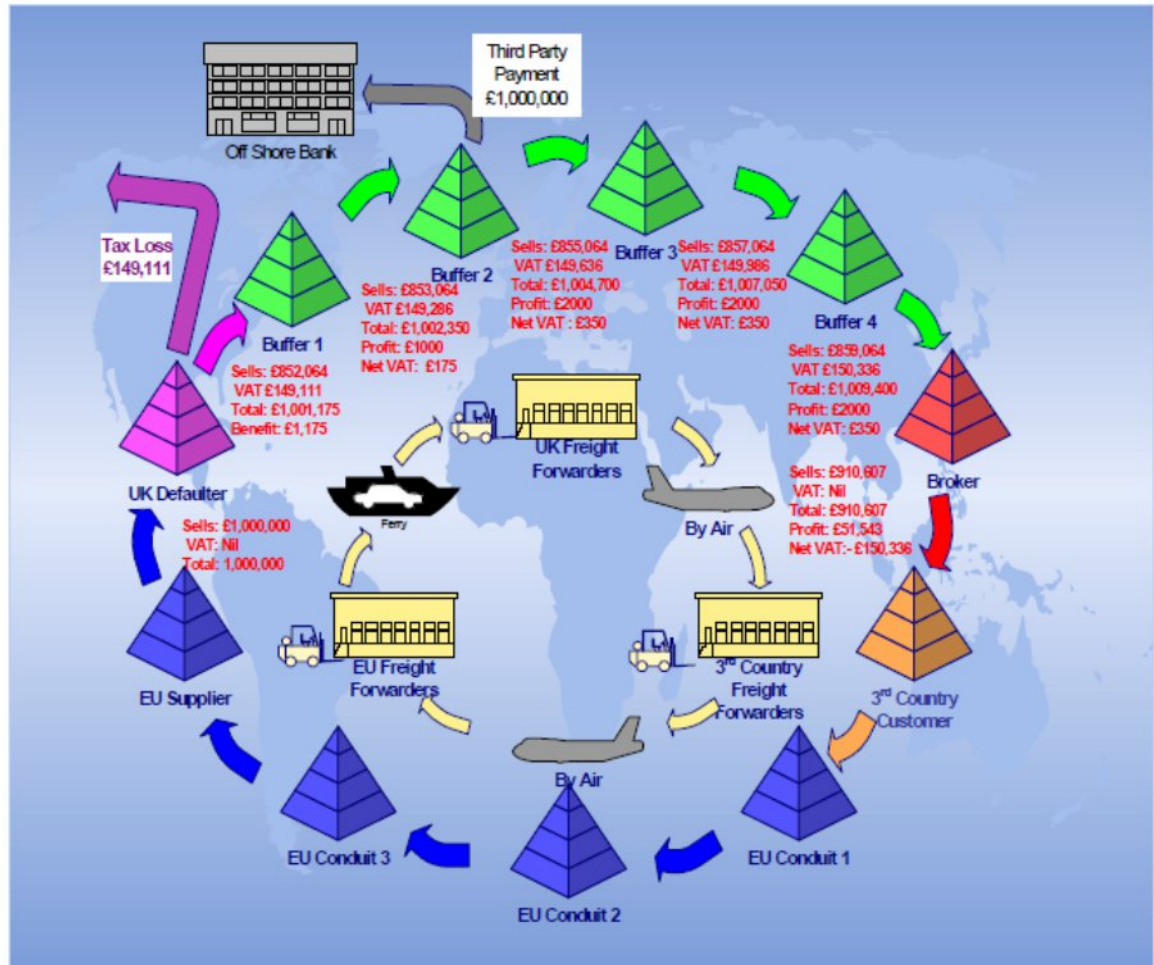 Third Party
Payment
£1,000,000
Off Shore Bank
Tax Loss
£149,111
Buffer 1
Buffer 2
Buffer 3
Buffer 4
Sells: £855,064
VAT £149,636
Total: £1,004,700
Profit: £2000
Net VAT : £350
Sells: £857,064
VAT £149,986
Total: £1,007,050
Profit: £2000
Net VAT: £350
Sells: £853,064
VAT £149,286
Total: £1,002,350
Profit: £1000
Net VAT: £175
Sells: £852,064
VAT £149,111
Total: £1,001,175
Benefit: £1,175
Sells: £859,064
VAT £150,336
Total: £1,009,400
Profit: £2000
Net VAT: £350
UK Freight
Forwarders
UK Defaulter
Ferry
By Air
Broker
Sells: £910,607
VAT: Nil
Total: £910,607
Profit: £51,543
Net VAT:- £150,336
Sells: £1,000,000
VAT: Nil
Total: 1,000,000
EU Supplier
EU Freight
Forwarders
3rd Country
Freight
Forwarders
3rd Country
Customer
By Air
EU Conduit 3
EU Conduit 1
EU Conduit 2